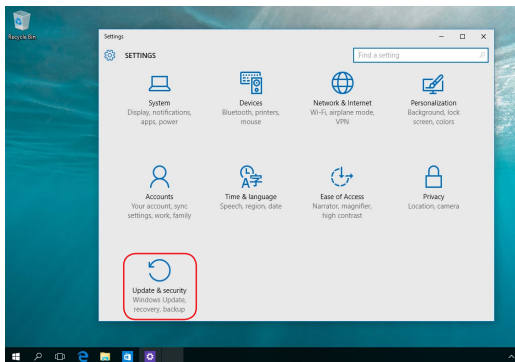 Recycle Bin
Settings
SETTINGS
Find a setting
System
Display, notifications,
apps, power
Devices
Bluetooth, printers,
mouse
Network & Internet
Wi-Fi, airplane mode,
VPN
Personalization
Background, lock
screen, colors
Accounts
Your account, sync
settings, work, family
Time & language
Speech, region, date
Ease of Access
Narrator, magnifier,
high contrast
Privacy
Location, camera
Update & security
Windows Update,
recovery, backup